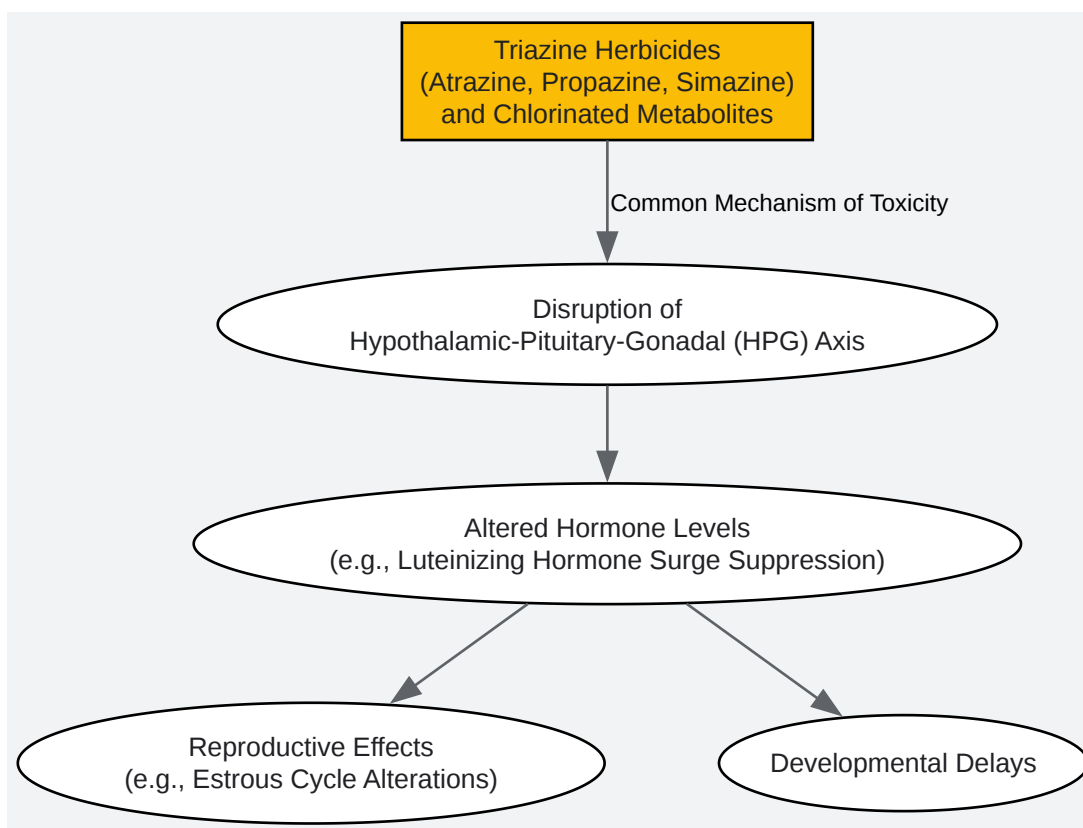 Triazine Herbicides
(Atrazine, Propazine, Simazine)
and Chlorinated Metabolites
Common Mechanism of Toxicity
Disruption of
Hypothalamic-Pituitary-Gonadal (HPG) Axis
Altered Hormone Levels
(e.g., Luteinizing Hormone Surge Suppression)
Reproductive Effects
(e.g., Estrous Cycle Alterations)
Developmental Delays